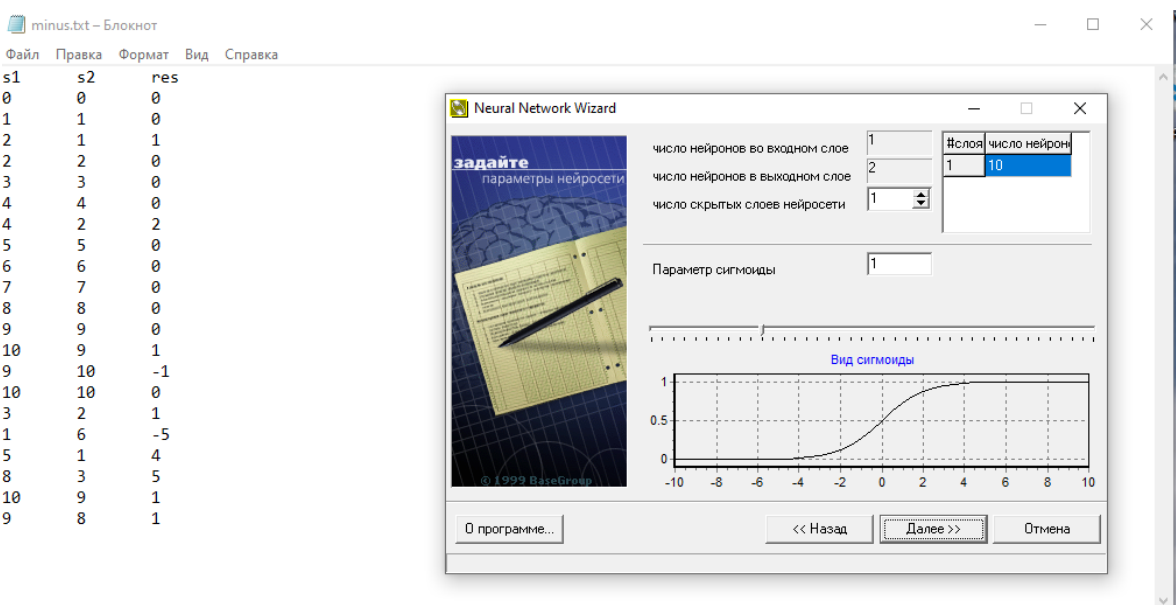 minus.txt – Блокнот
Файл Правка Формат Вид Справка
s1 s2 res
0 0 0
1 1 0
2 1 1
2 2 0
3 3 0
4 4 0
4 2 2
5 5 0
6 6 0
7 7 0
8 8 0
9 9 0
10 9 1
9 10 -1
10 10 0
3 2 1
1 6 -5
5 1 4
8 3 5
10 9 1
9 8 1
Neural Network Wizard
задайте
параметры нейросети
© 1999 BaseGroup
число нейронов во входном слое 1
число нейронов в выходном слое 2
число скрытых слоев нейросети 1
#слоя число нейрон
1 10
Параметр сигмоиды 1
Вид сигмоиды
1
0.5
0
-10 -8 -6 -4 -2 0 2 4 6 8 10
О программе... << Назад Далее >> Отмена